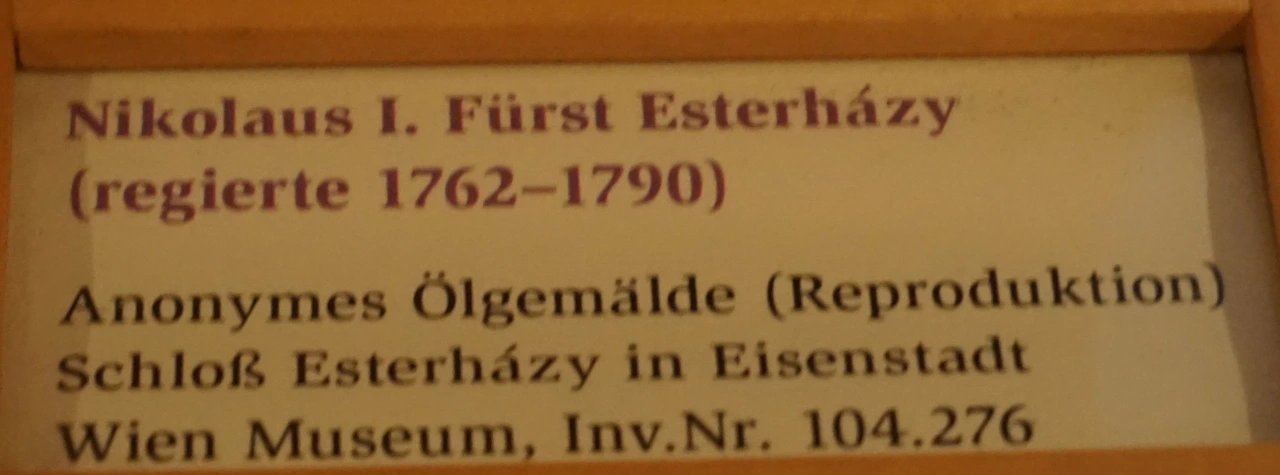 Nikolaus I. Fürst Esterházy
(regierte 1762–1790)
Anonymes Ölgemälde (Reproduktion)
Schloß Esterházy in Eisenstadt
Wien Museum, Inv.Nr. 104.276